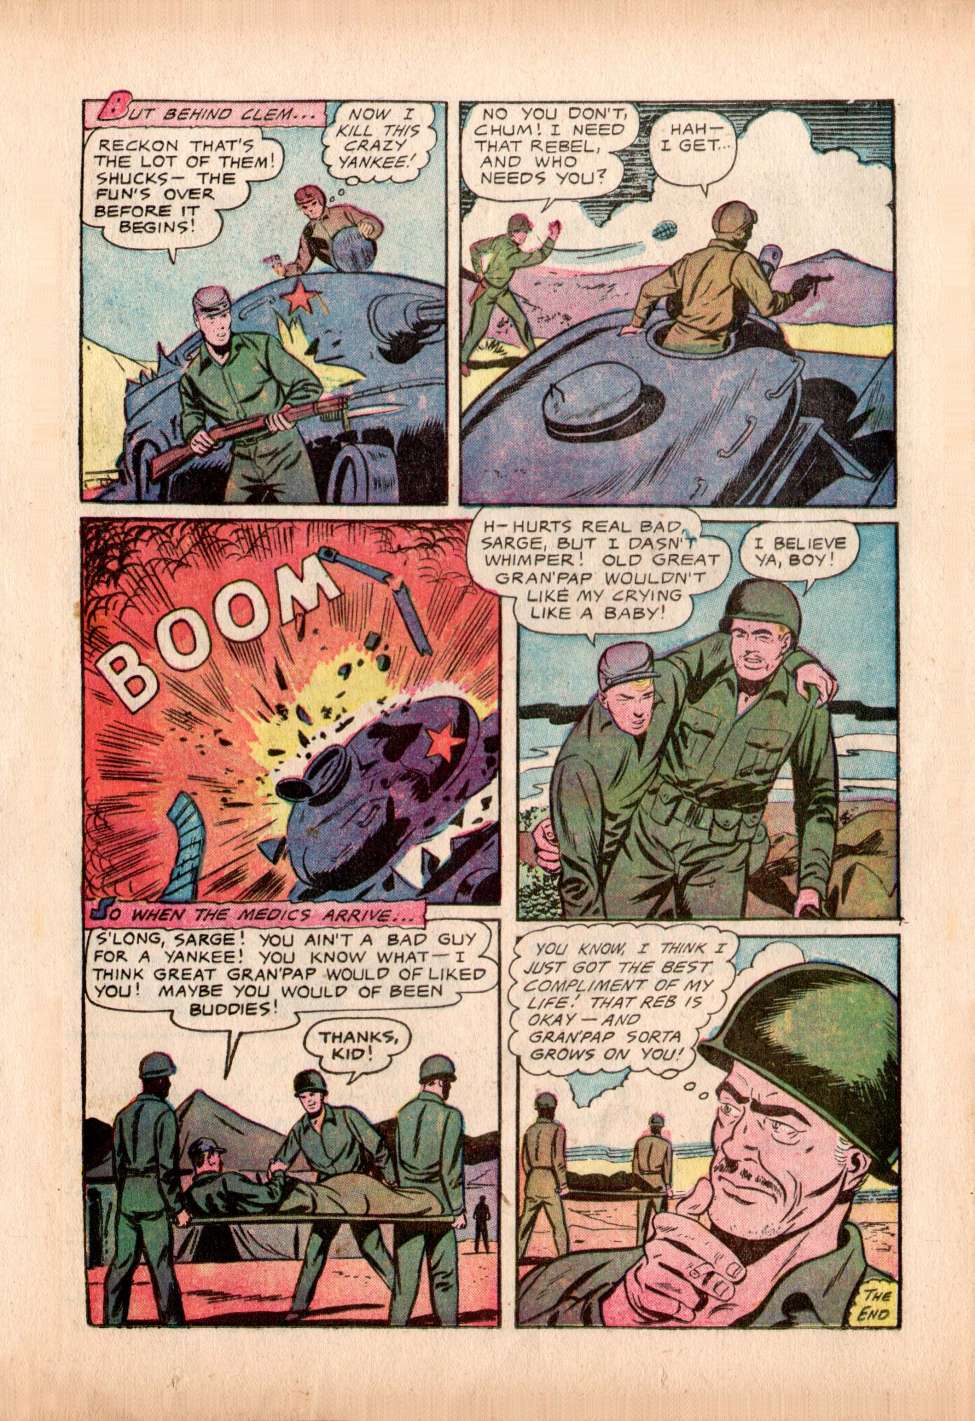 BUT BEHIND CLEM...
RECKON THAT'S
THE LOT OF THEM!
SHUCKS— THE
FUN'S OVER
BEFORE IT
BEGINS!
NOW I
KILL THIS
CRAZY
YANKEE!
NO YOU DON'T,
CHUM! I NEED
THAT REBEL,
AND WHO
NEEDS YOU?
HAH—
I GET...
BOOM
H-HURTS REAL BAD,
SARGE, BUT I DASN'T
WHIMPER! OLD GREAT
GRAN'PAP WOULDN'T
LIKE MY CRYING
LIKE A BABY!
I BELIEVE
YA, BOY!
SO WHEN THE MEDICS ARRIVE...
S'LONG, SARGE! YOU AIN'T A BAD GUY
FOR A YANKEE! YOU KNOW WHAT— I
THINK GREAT GRAN'PAP WOULD OF LIKED
YOU! MAYBE YOU WOULD OF BEEN
BUDDIES!
THANKS,
KID!
YOU KNOW, I THINK I
JUST GOT THE BEST
COMPLIMENT OF MY
LIFE! THAT REB IS
OKAY—AND
GRAN'PAP SORTA
GROWS ON YOU!
THE
END